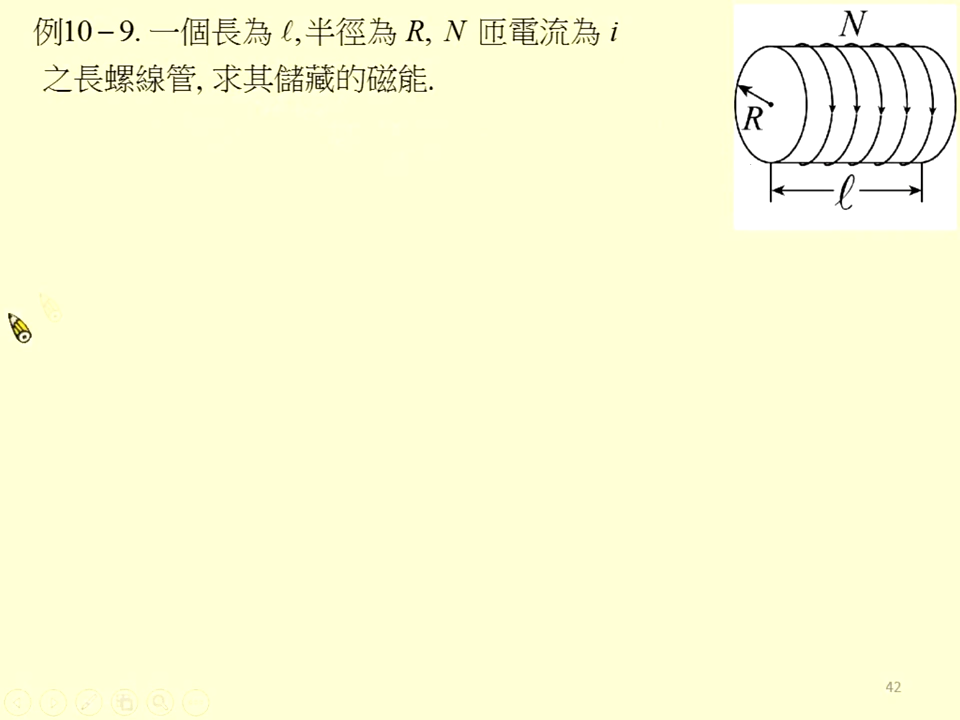 例10－9. 一個長為 ℓ,半徑為 R, N 匝電流為 i
之長螺線管, 求其儲藏的磁能.
N
R
ℓ
42